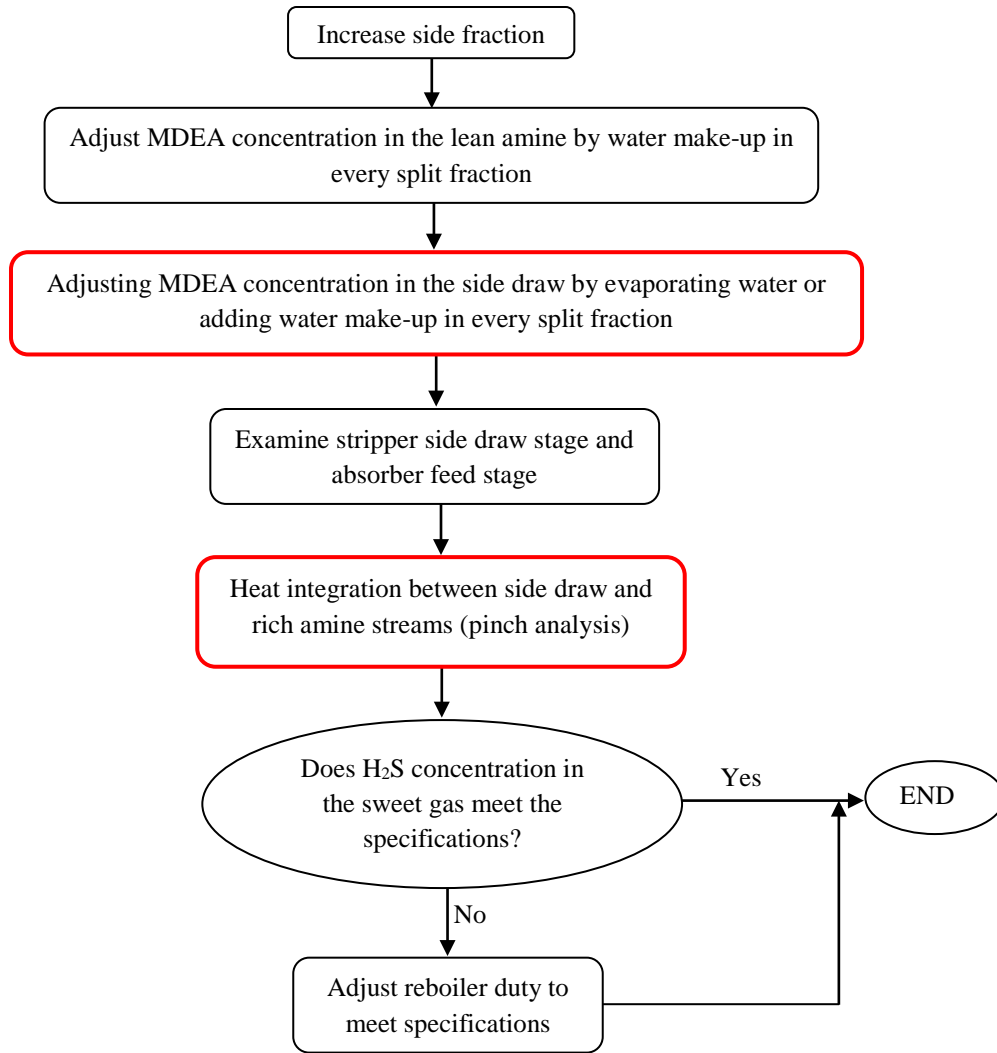 Increase side fraction
Adjust MDEA concentration in the lean amine by water make-up in
every split fraction
Adjusting MDEA concentration in the side draw by evaporating water or
adding water make-up in every split fraction
Examine stripper side draw stage and
absorber feed stage
Heat integration between side draw and
rich amine streams (pinch analysis)
Does H₂S concentration in
the sweet gas meet the
specifications?
Yes
END
No
Adjust reboiler duty to
meet specifications